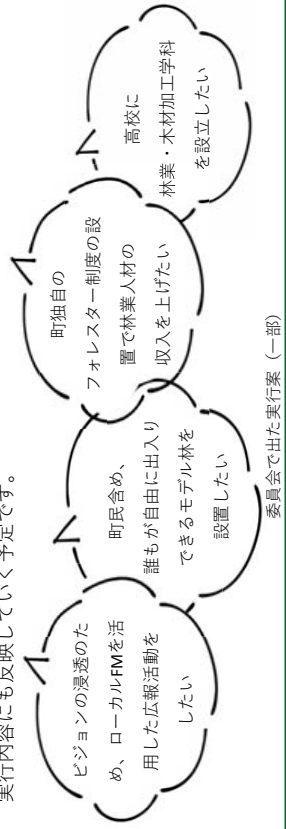 実行内容にも反映していく予定です。
ビジョンの浸透のた
め、ローカルFMを活
用した広報活動を
したい
町民含め、
誰もが自由に出入り
できるモデル林を
設置したい
町独自の
フォレスター制度の設
置で林業人材の
収入を上げたい
高校に
林業・木材加工学科
を設立したい
委員会で出た実行案（一部）